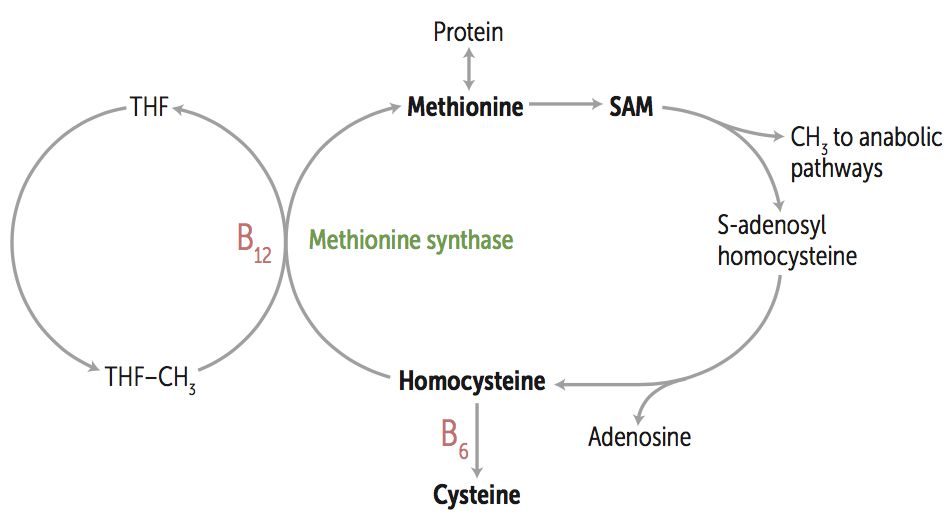 Protein
THF
Methionine
SAM
CH₃ to anabolic
pathways
B₁₂
Methionine synthase
S-adenosyl
homocysteine
THF–CH₃
Homocysteine
B₆
Adenosine
Cysteine